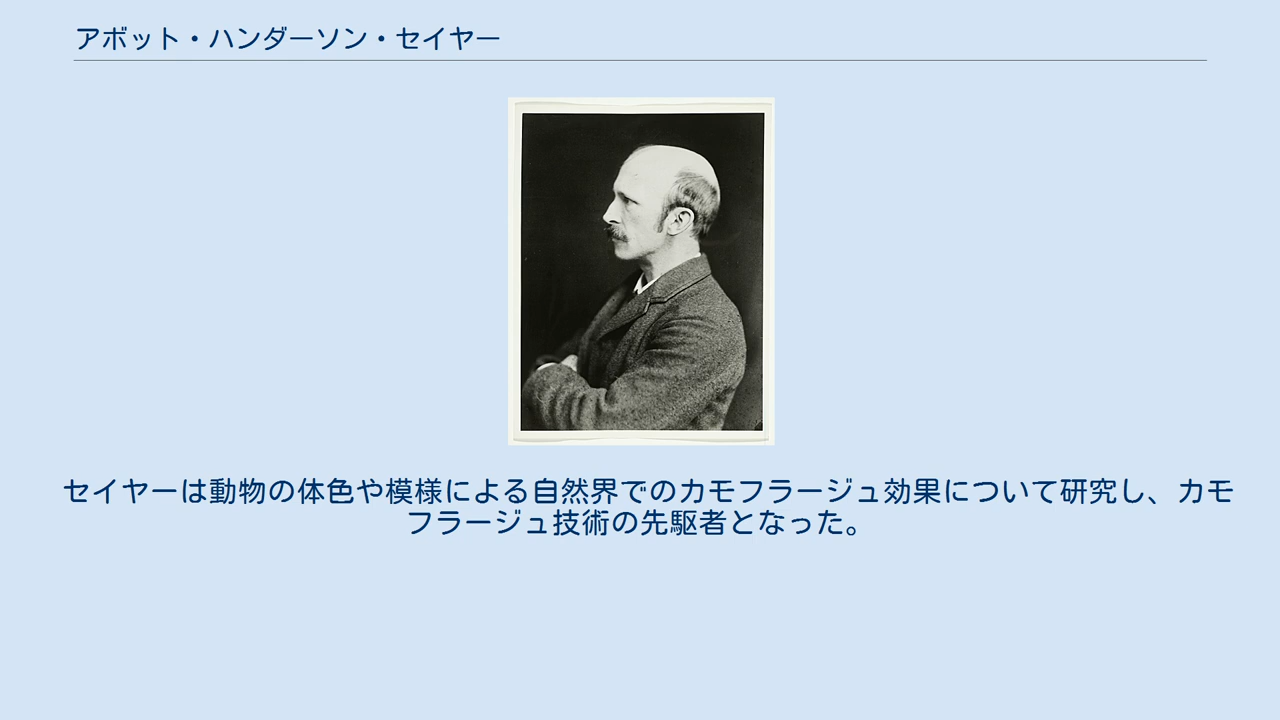 アボット・ハンダーソン・セイヤー
セイヤーは動物の体色や模様による自然界でのカモフラージュ効果について研究し、カモ
フラージュ技術の先駆者となった。